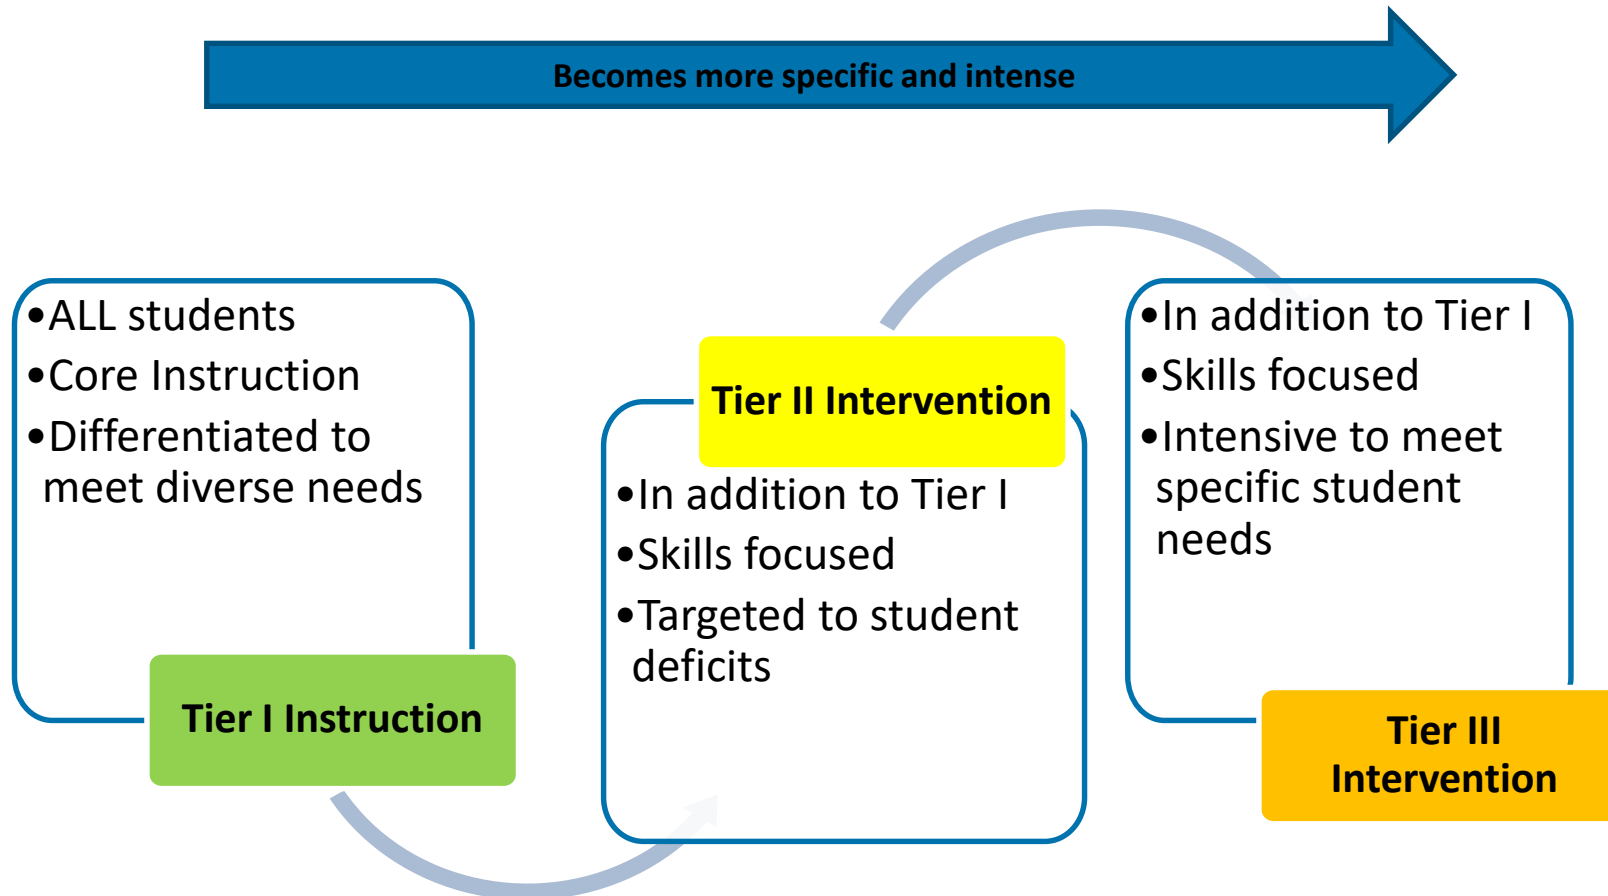 Becomes more specific and intense
•ALL students
•Core Instruction
•Differentiated to
meet diverse needs
Tier I Instruction
Tier II Intervention
•In addition to Tier I
•Skills focused
•Targeted to student
deficits
•In addition to Tier I
•Skills focused
•Intensive to meet
specific student
needs
Tier III
Intervention